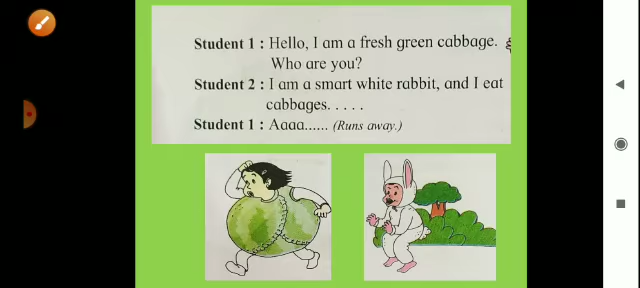 Student 1 : Hello, I am a fresh green cabbage.
Who are you?
Student 2 : I am a smart white rabbit, and I eat
cabbages. . . . .
Student 1 : Aaaa...... (Runs away.)